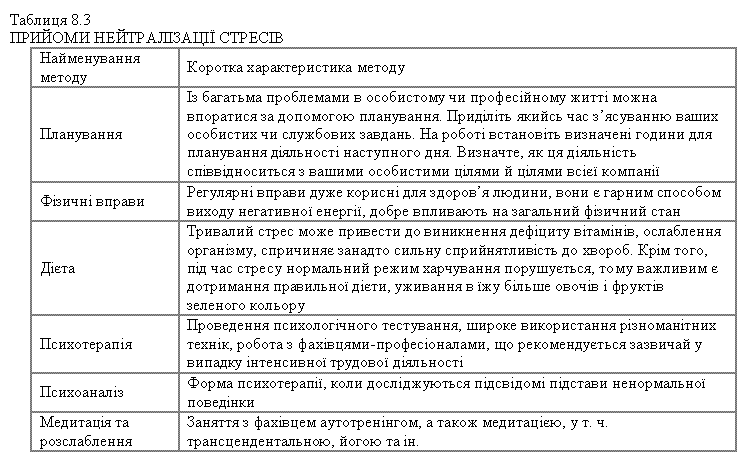 Таблиця 8.3
ПРИЙОМИ НЕЙТРАЛІЗАЦІЇ СТРЕСІВ
Найменування
методу
Коротка характеристика методу
Планування
Із багатьма проблемами в особистому чи професійному житті можна
впоратися за допомогою планування. Приділіть якийсь час з’ясуванню ваших
особистих чи службових завдань. На роботі встановіть визначені години для
планування діяльності наступного дня. Визначте, як ця діяльність
співвідноситься з вашими особистими цілями й цілями всієї компанії
Фізичні вправи
Регулярні вправи дуже корисні для здоров’я людини, вони є гарним способом
виходу негативної енергії, добре впливають на загальний фізичний стан
Дієта
Тривалий стрес може привести до виникнення дефіциту вітамінів, ослаблення
організму, спричиняє занадто сильну сприйнятливість до хвороб. Крім того,
під час стресу нормальний режим харчування порушується, тому важливим є
дотримання правильної дієти, уживання в їжу більше овочів і фруктів
зеленого кольору
Психотерапія
Проведення психологічного тестування, широке використання різноманітних
технік, робота з фахівцями-професіоналами, що рекомендується зазвичай у
випадку інтенсивної трудової діяльності
Психоаналіз
Форма психотерапії, коли досліджуються підсвідомі підстави ненормальної
поведінки
Медитація та
розслаблення
Заняття з фахівцем аутотренінгом, а також медитацією, у т. ч.
трансцендентальною, йогою та ін.